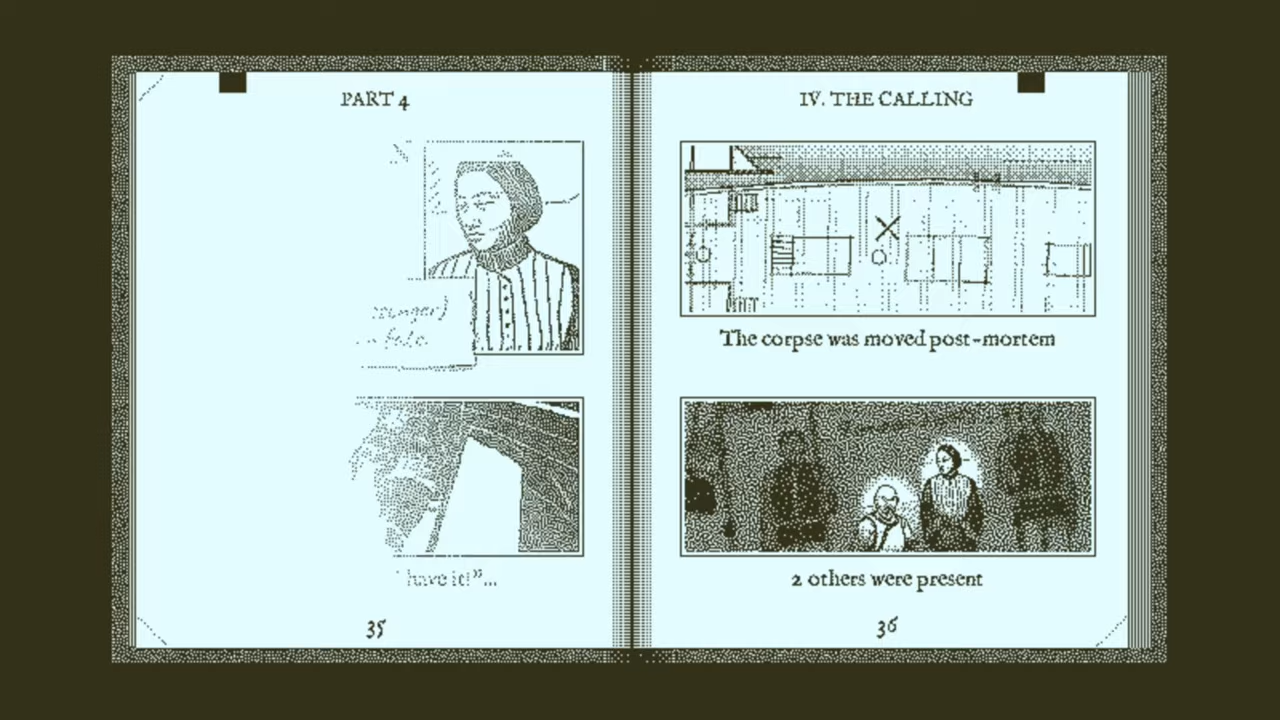 PART 4
have it!"...
35
IV. THE CALLING
The corpse was moved post-mortem
2 others were present
36